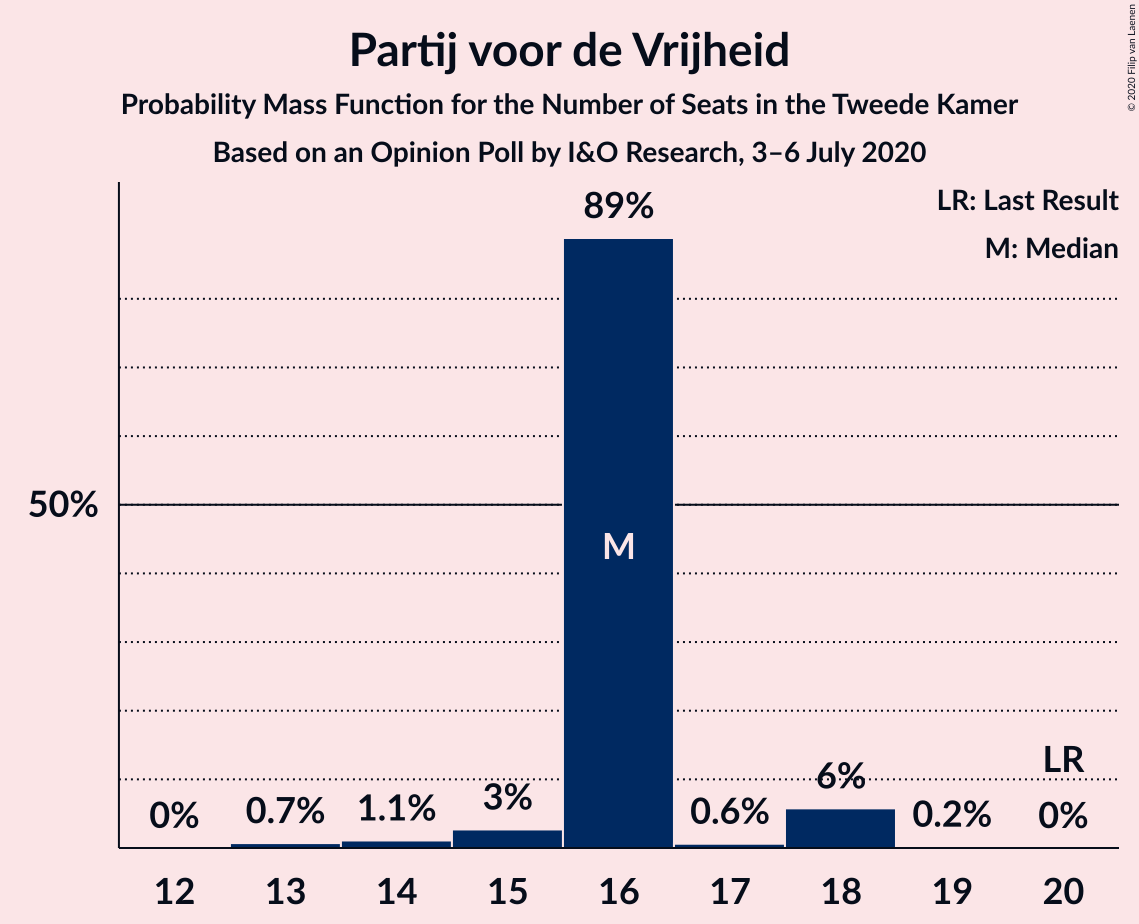 Partij voor de Vrijheid
Probability Mass Function for the Number of Seats in the Tweede Kamer
Based on an Opinion Poll by I&O Research, 3–6 July 2020
© 2020 Filip van Laenen
LR: Last Result
M: Median
89%
50%
M
LR
0%
0.7%
1.1%
3%
0.6%
6%
0.2%
0%
12
13
14
15
16
17
18
19
20